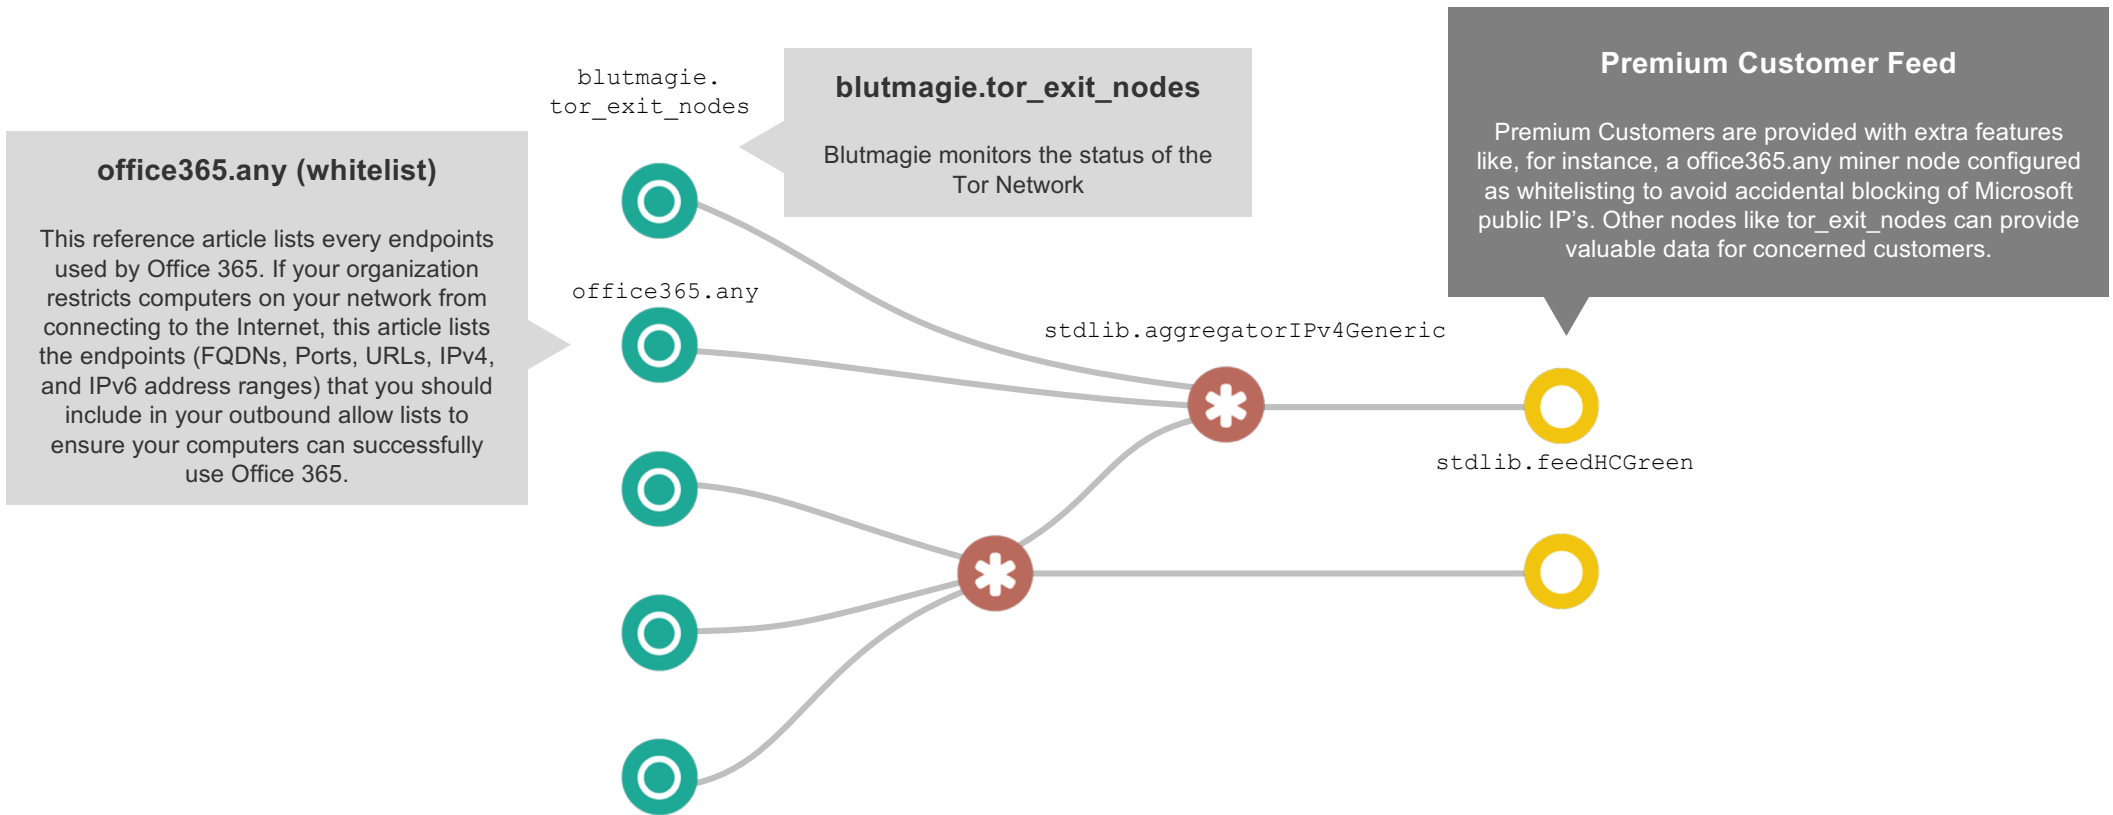 blutmagie.
tor_exit_nodes
blutmagie.tor_exit_nodes
Blutmagie monitors the status of the
Tor Network
Premium Customer Feed
Premium Customers are provided with extra features
like, for instance, a office365.any miner node configured
as whitelisting to avoid accidental blocking of Microsoft
public IP’s. Other nodes like tor_exit_nodes can provide
valuable data for concerned customers.
office365.any (whitelist)
This reference article lists every endpoints
used by Office 365. If your organization
restricts computers on your network from
connecting to the Internet, this article lists
the endpoints (FQDNs, Ports, URLs, IPv4,
and IPv6 address ranges) that you should
include in your outbound allow lists to
ensure your computers can successfully
use Office 365.
office365.any
stdlib.aggregatorIPv4Generic
stdlib.feedHCGreen